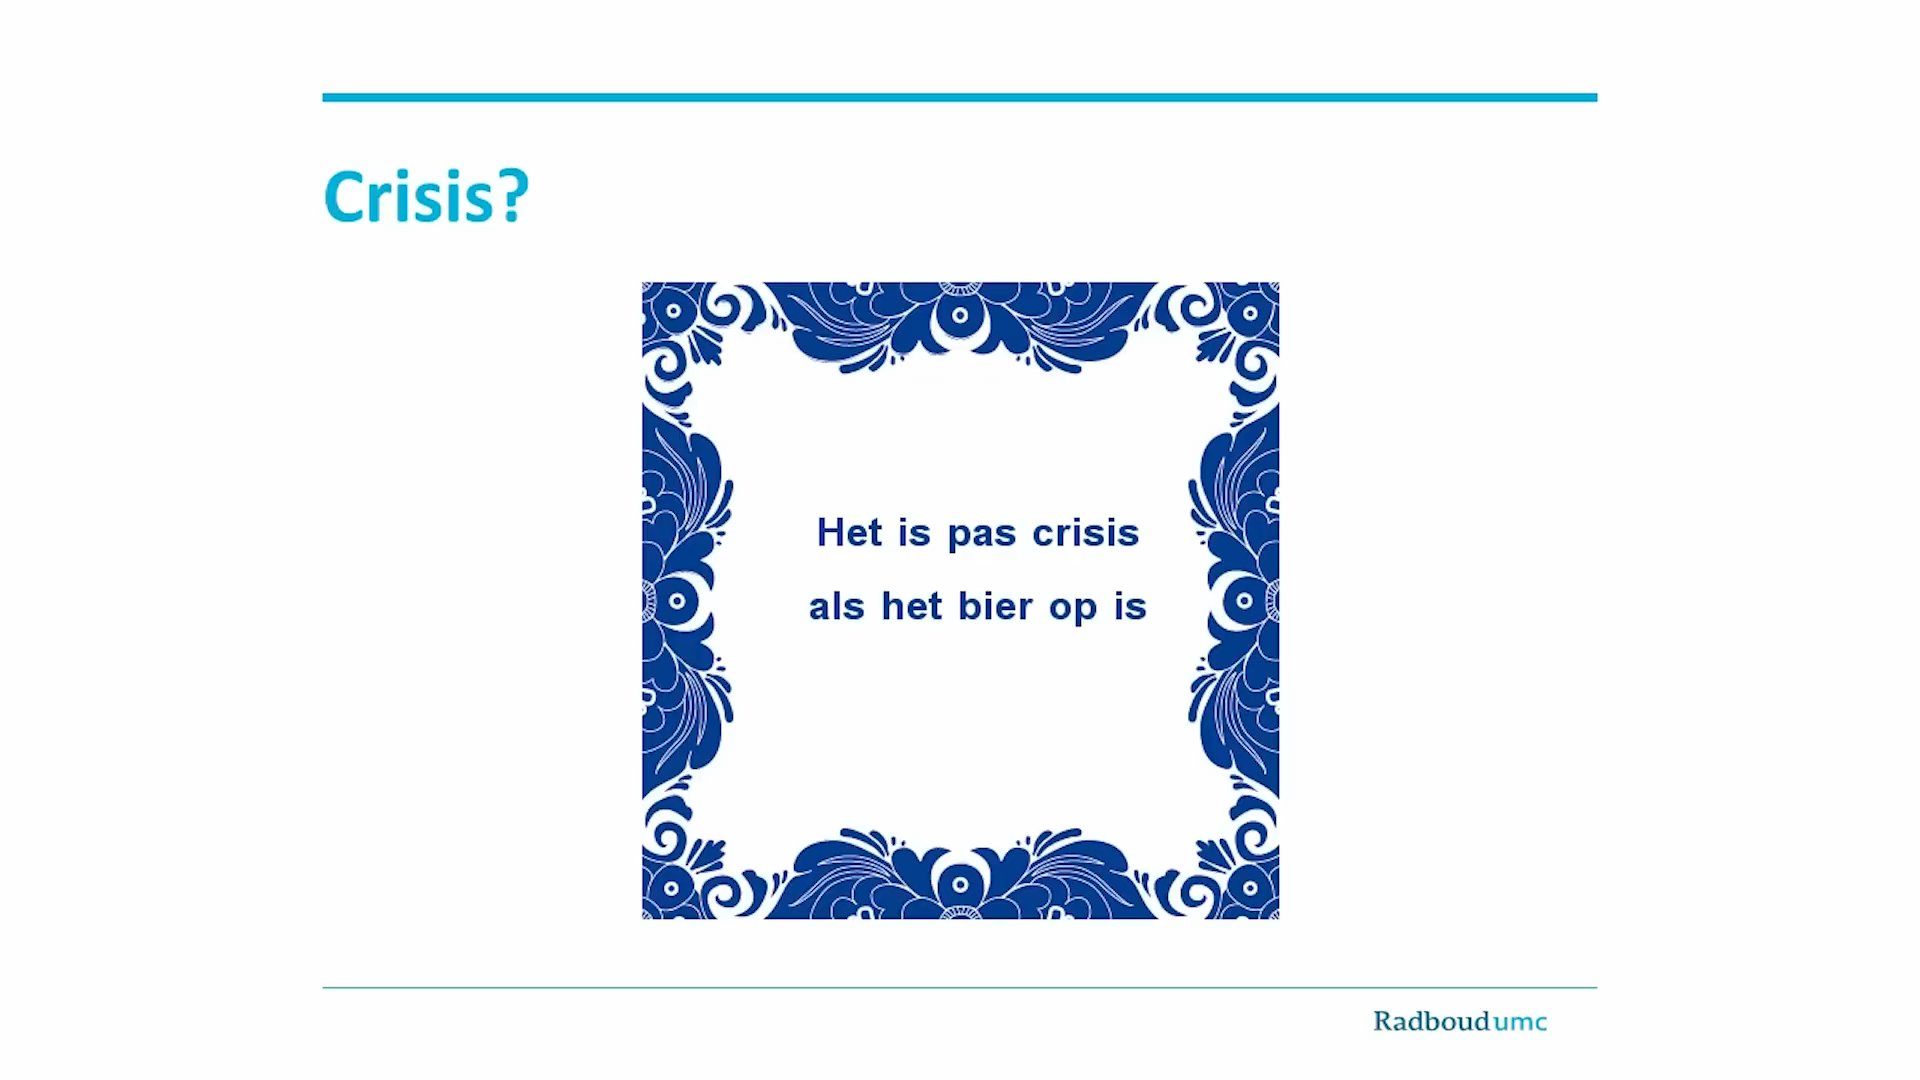 Crisis?
Het is pas crisis
als het bier op is
Radboudumc